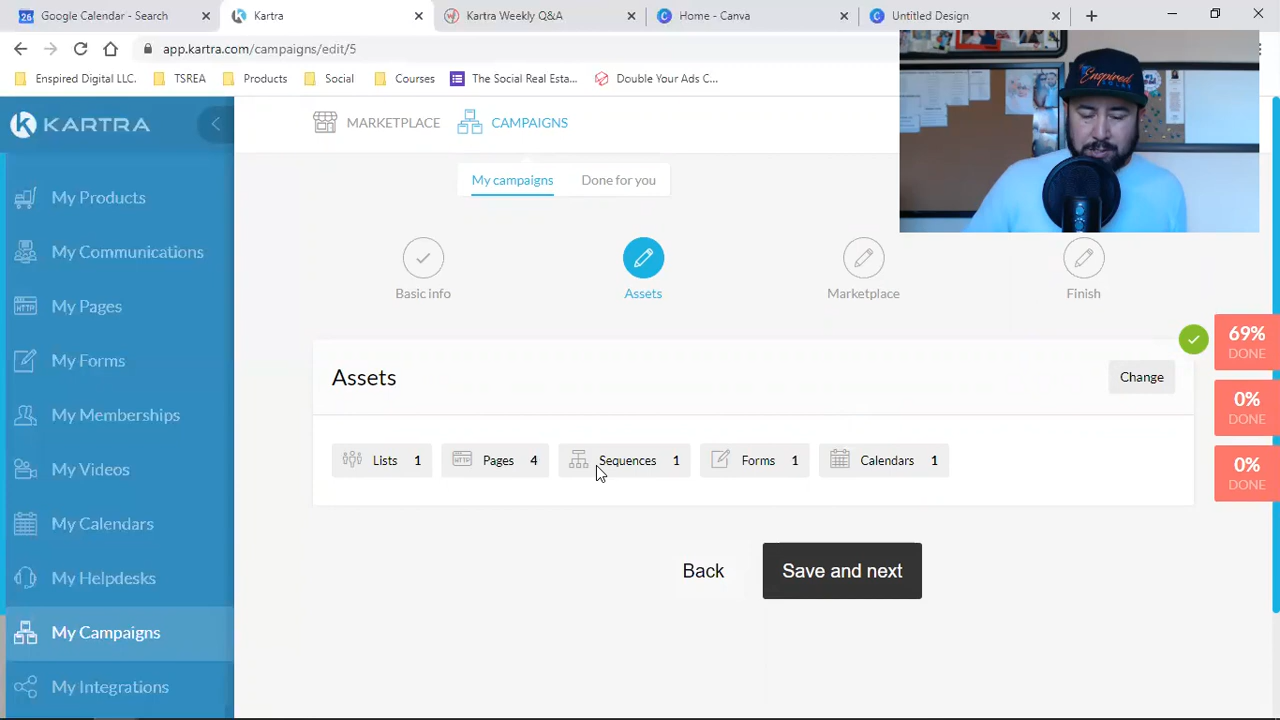 26 Google Calendar - Search
Kartra
Kartra Weekly Q&A
Home - Canva
Untitled Design
app.kartra.com/campaigns/edit/5
Enspired Digital LLC.
TSREA
Products
Social
Courses
The Social Real Esta...
Double Your Ads C...
KARTRA
MARKETPLACE
CAMPAIGNS
My campaigns
Done for you
My Products
My Communications
HTTP My Pages
My Forms
My Memberships
My Videos
My Calendars
My Helpdesks
My Campaigns
My Integrations
Basic info
Assets
Marketplace
Finish
Assets
Change
Lists 1
HTTP Pages 4
Sequences 1
Forms 1
Calendars 1
Back
Save and next
69%
DONE
0%
DONE
0%
DONE
Enspired